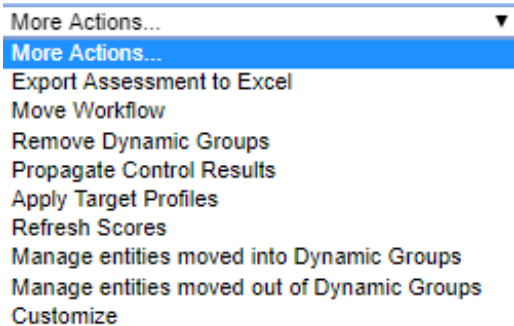 More Actions...
More Actions...
Export Assessment to Excel
Move Workflow
Remove Dynamic Groups
Propagate Control Results
Apply Target Profiles
Refresh Scores
Manage entities moved into Dynamic Groups
Manage entities moved out of Dynamic Groups
Customize